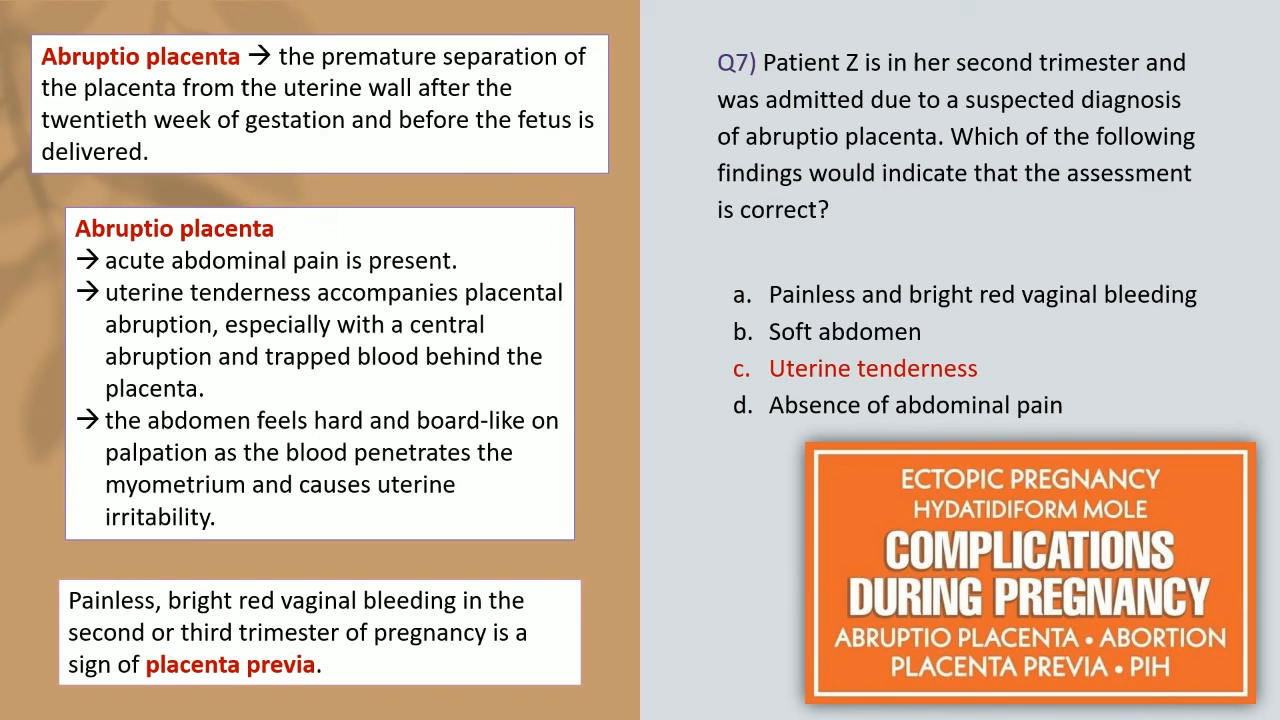 Abruptio placenta → the premature separation of
the placenta from the uterine wall after the
twentieth week of gestation and before the fetus is
delivered.
Abruptio placenta
→ acute abdominal pain is present.
→ uterine tenderness accompanies placental
abruption, especially with a central
abruption and trapped blood behind the
placenta.
→ the abdomen feels hard and board-like on
palpation as the blood penetrates the
myometrium and causes uterine
irritability.
Painless, bright red vaginal bleeding in the
second or third trimester of pregnancy is a
sign of placenta previa.
Q7) Patient Z is in her second trimester and
was admitted due to a suspected diagnosis
of abruptio placenta. Which of the following
findings would indicate that the assessment
is correct?
a. Painless and bright red vaginal bleeding
b. Soft abdomen
c. Uterine tenderness
d. Absence of abdominal pain
ECTOPIC PREGNANCY
HYDATIDIFORM MOLE
COMPLICATIONS
DURING PREGNANCY
ABRUPTIO PLACENTA • ABORTION
PLACENTA PREVIA • PIH